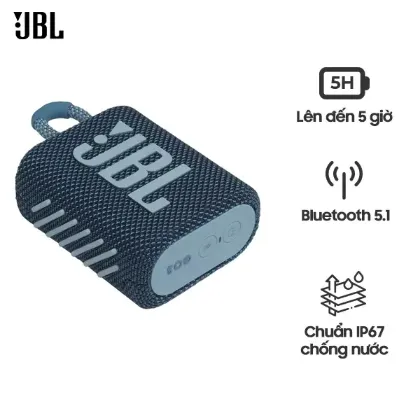 JBL
5H
Lên đến 5 giờ
JBL
GO3
Bluetooth 5.1
Chuẩn IP67
chống nước